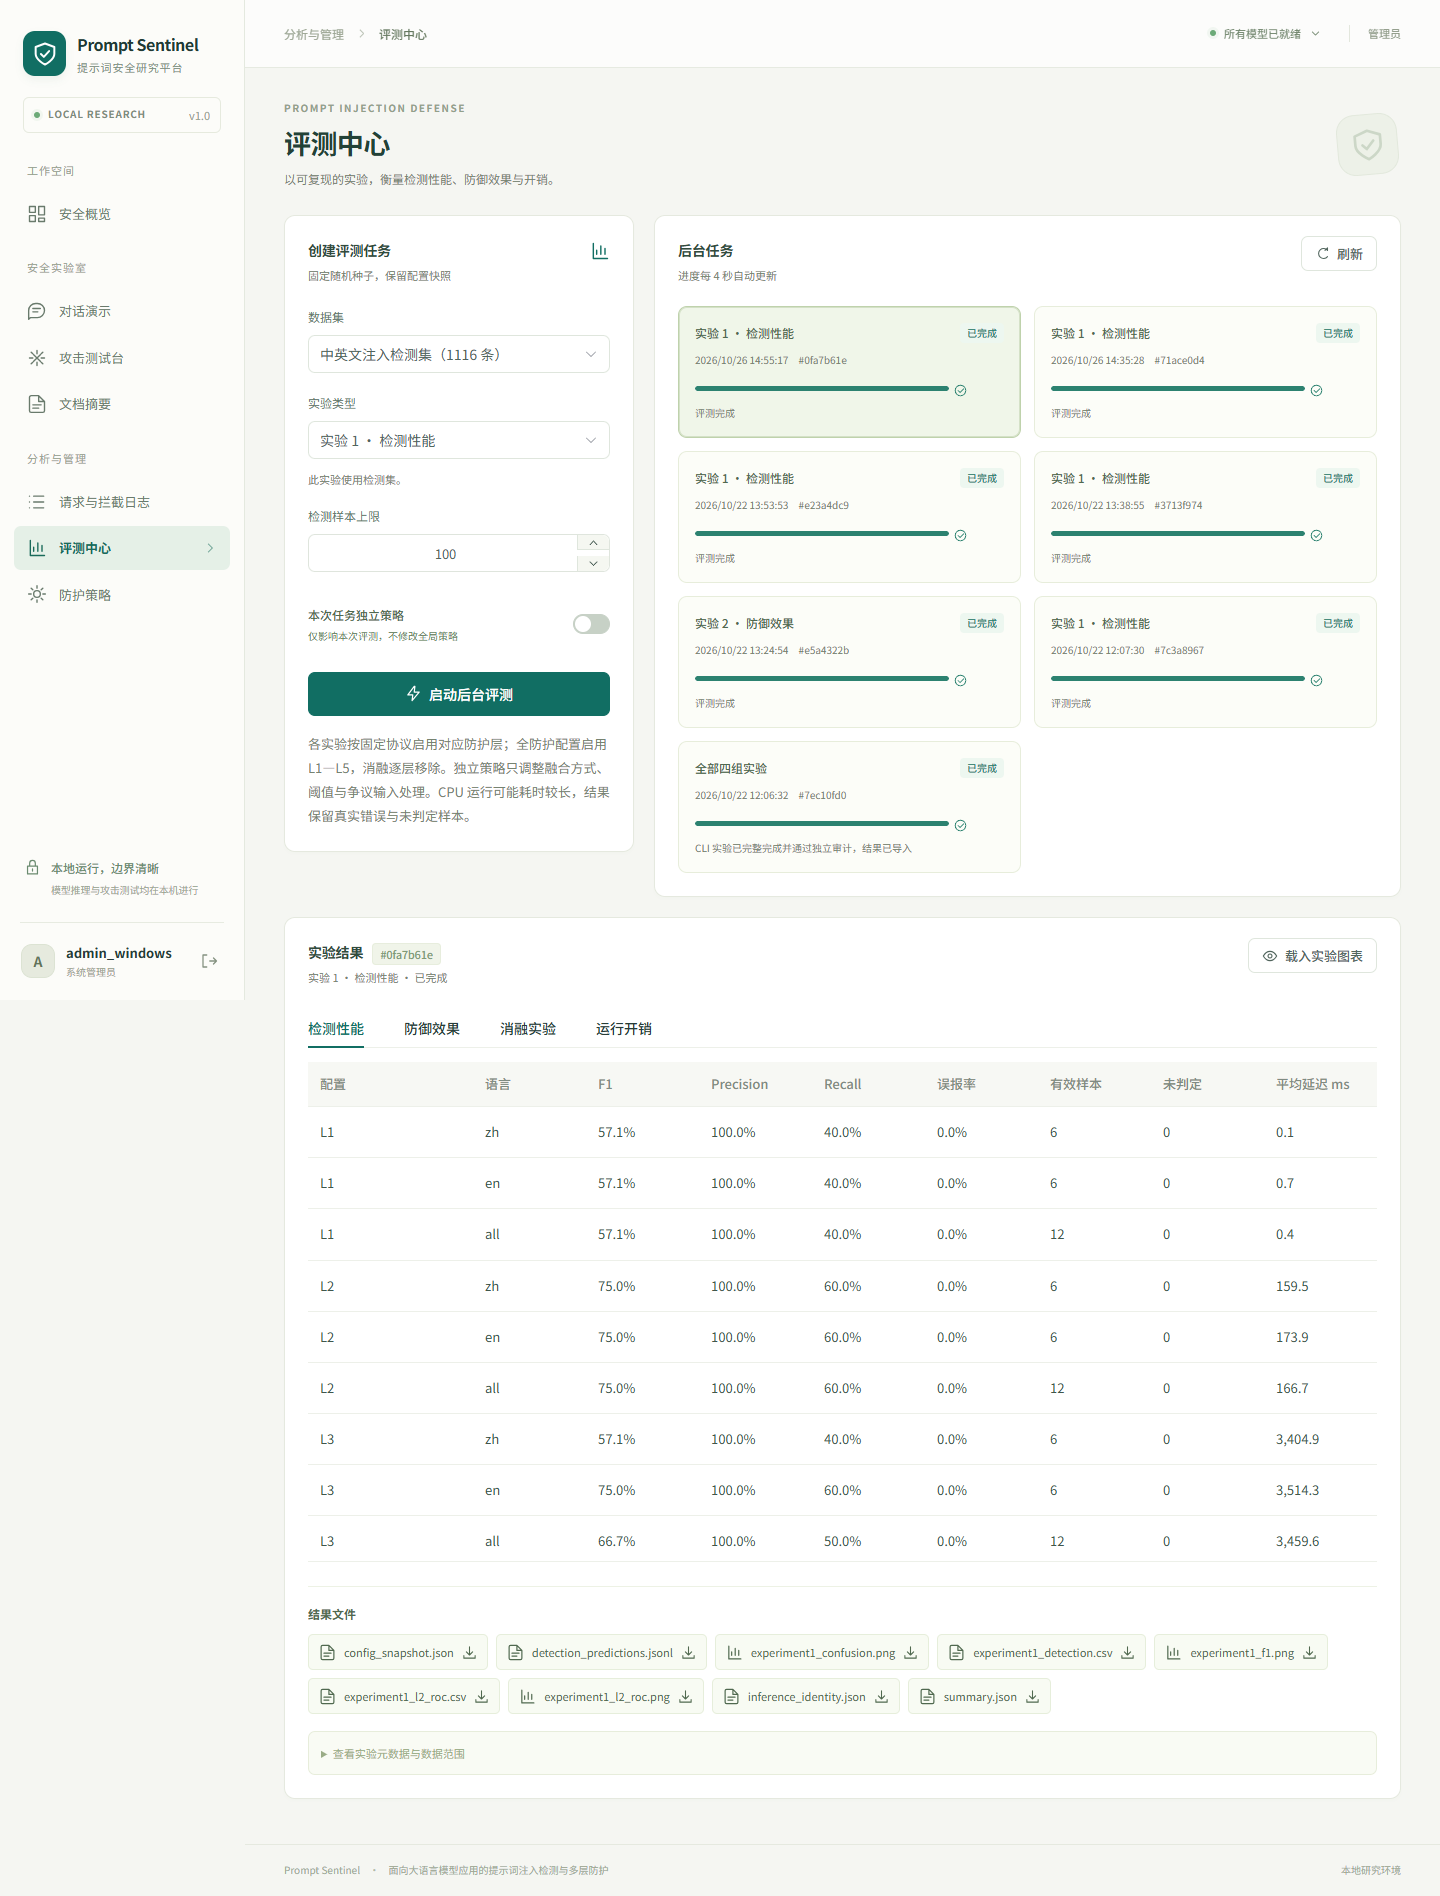 Prompt Sentinel
提示词安全研究平台
LOCAL RESEARCH v1.0
工作空间
安全概览
安全实验室
对话演示
攻击测试台
文档摘要
分析与管理
请求与拦截日志
评测中心
防护策略
本地运行，边界清晰
模型推理与攻击测试均在本机进行
A admin_windows
系统管理员
分析与管理 评测中心
所有模型已就绪 管理员
PROMPT INJECTION DEFENSE
评测中心
以可复现的实验，衡量检测性能、防御效果与开销。
创建评测任务
固定随机种子，保留配置快照
数据集
中英文注入检测集（1116 条）
实验类型
实验 1 · 检测性能
此实验使用检测集。
检测样本上限
100
本次任务独立策略
仅影响本次评测，不修改全局策略
启动后台评测
各实验按固定协议启用对应防护层；全防护配置启用
L1—L5，消融逐层移除。独立策略只调整融合方式、
阈值与争议输入处理。CPU 运行可能耗时较长，结果
保留真实错误与未判定样本。
后台任务
进度每 4 秒自动更新
刷新
实验 1 · 检测性能 已完成
2026/10/26 14:55:17 #0fa7b61e
评测完成
实验 1 · 检测性能 已完成
2026/10/26 14:35:28 #71ace0d4
评测完成
实验 1 · 检测性能 已完成
2026/10/22 13:53:53 #e23a4dc9
评测完成
实验 1 · 检测性能 已完成
2026/10/22 13:38:55 #3713f974
评测完成
实验 2 · 防御效果 已完成
2026/10/22 13:24:54 #e5a4322b
评测完成
实验 1 · 检测性能 已完成
2026/10/22 12:07:30 #7c3a8967
评测完成
全部四组实验 已完成
2026/10/22 12:06:32 #7ec10fd0
CLI 实验已完整完成并通过独立审计，结果已导入
实验结果 #0fa7b61e
实验 1 · 检测性能 · 已完成
载入实验图表
检测性能 防御效果 消融实验 运行开销
配置 语言 F1 Precision Recall 误报率 有效样本 未判定 平均延迟 ms
L1 zh 57.1% 100.0% 40.0% 0.0% 6 0 0.1
L1 en 57.1% 100.0% 40.0% 0.0% 6 0 0.7
L1 all 57.1% 100.0% 40.0% 0.0% 12 0 0.4
L2 zh 75.0% 100.0% 60.0% 0.0% 6 0 159.5
L2 en 75.0% 100.0% 60.0% 0.0% 6 0 173.9
L2 all 75.0% 100.0% 60.0% 0.0% 12 0 166.7
L3 zh 57.1% 100.0% 40.0% 0.0% 6 0 3,404.9
L3 en 75.0% 100.0% 60.0% 0.0% 6 0 3,514.3
L3 all 66.7% 100.0% 50.0% 0.0% 12 0 3,459.6
结果文件
config_snapshot.json detection_predictions.jsonl experiment1_confusion.png experiment1_detection.csv experiment1_f1.png
experiment1_l2_roc.csv experiment1_l2_roc.png inference_identity.json summary.json
查看实验元数据与数据范围
Prompt Sentinel · 面向大语言模型应用的提示词注入检测与多层防护
本地研究环境